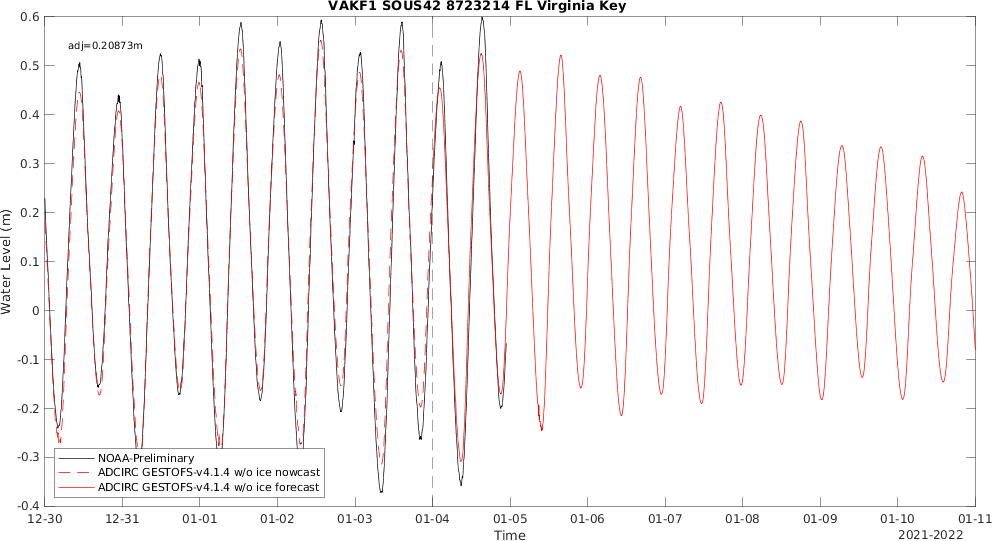 VAKF1 SOUS42 8723214 FL Virginia Key
adj=0.20873m
0.6
0.5
0.4
0.3
0.2
0.1
0
-0.1
-0.2
-0.3
-0.4
Water Level (m)
NOAA-Preliminary
ADCIRC GESTOFS-v4.1.4 w/o ice nowcast
ADCIRC GESTOFS-v4.1.4 w/o ice forecast
12-30 12-31 01-01 01-02 01-03 01-04 01-05 01-06 01-07 01-08 01-09 01-10 01-11
Time
2021-2022